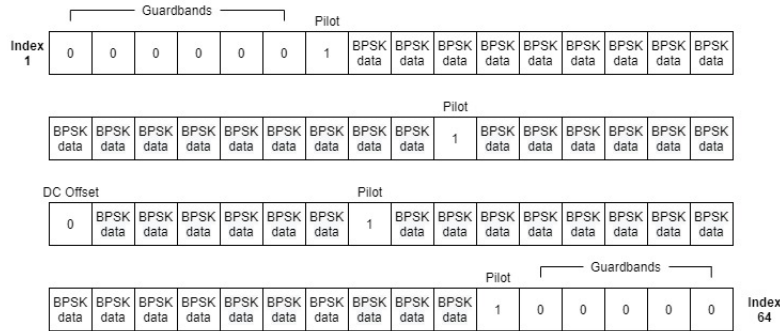 Guardbands
Pilot
Index
1
0 0 0 0 0 0 1 BPSK BPSK BPSK BPSK BPSK BPSK BPSK BPSK BPSK
data data data data data data data data data
Pilot
BPSK BPSK BPSK BPSK BPSK BPSK BPSK BPSK BPSK 1 BPSK BPSK BPSK BPSK BPSK BPSK
data data data data data data data data data data data data data data data
DC Offset Pilot
0 BPSK BPSK BPSK BPSK BPSK BPSK 1 BPSK BPSK BPSK BPSK BPSK BPSK BPSK BPSK
data data data data data data data data data data data data data data
Pilot Guardbands
BPSK BPSK BPSK BPSK BPSK BPSK BPSK BPSK BPSK BPSK 1 0 0 0 0 0
data data data data data data data data data data
Index
64